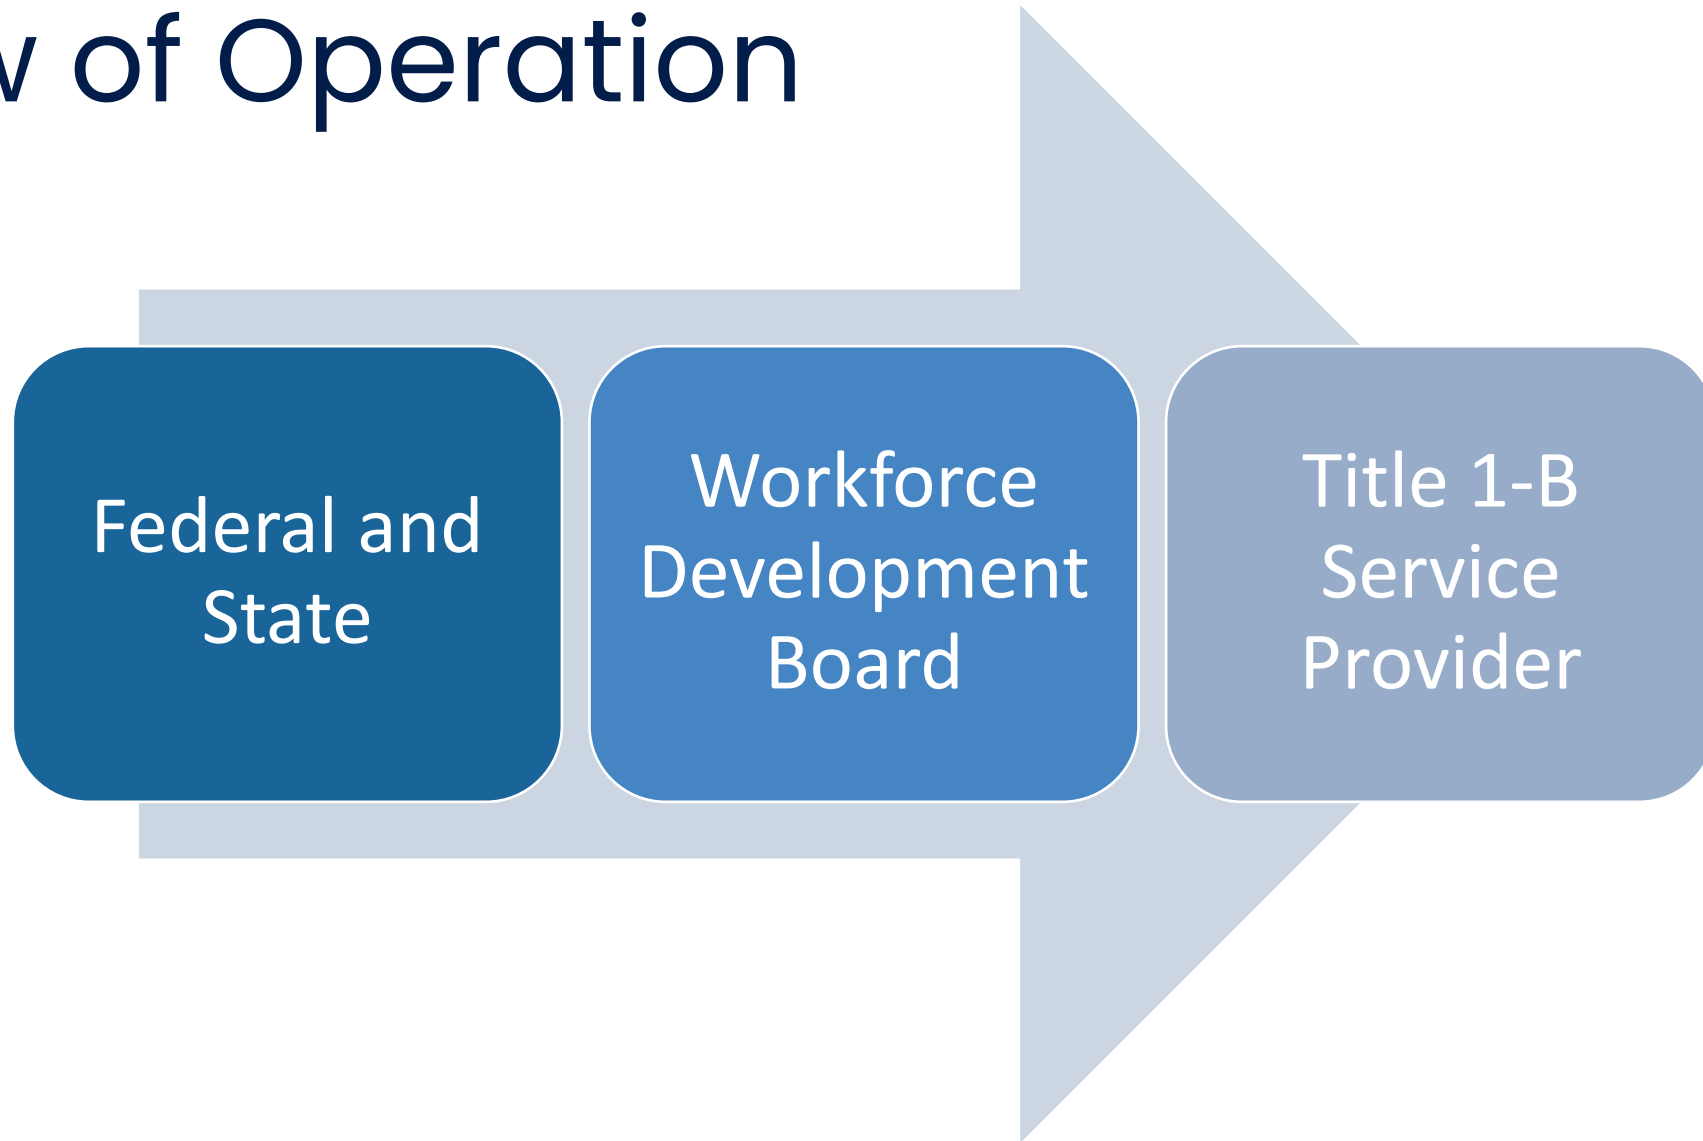 of Operation
Federal and
State
Workforce
Development
Board
Title 1-B
Service
Provider